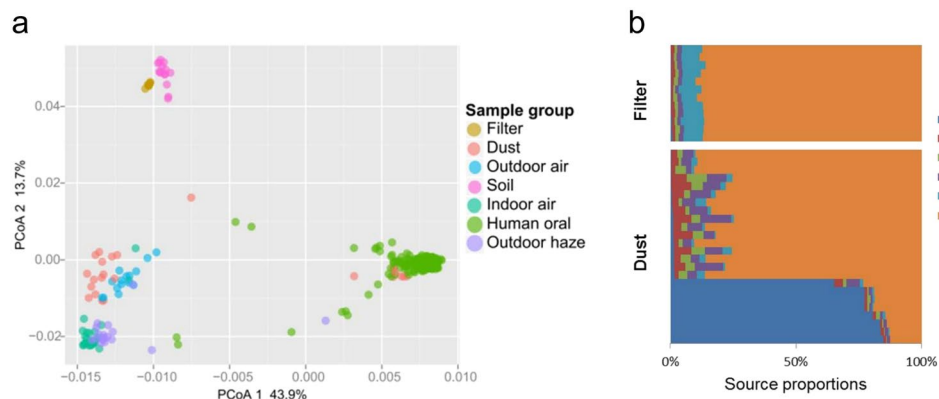 a
b
0.04
0.02
0.00
−0.02
PCoA 2 13.7%
−0.015
−0.010
−0.005
0.000
0.005
0.010
PCoA 1 43.9%
Sample group
Filter
Dust
Outdoor air
Soil
Indoor air
Human oral
Outdoor haze
Filter
Dust
0%
50%
100%
Source proportions